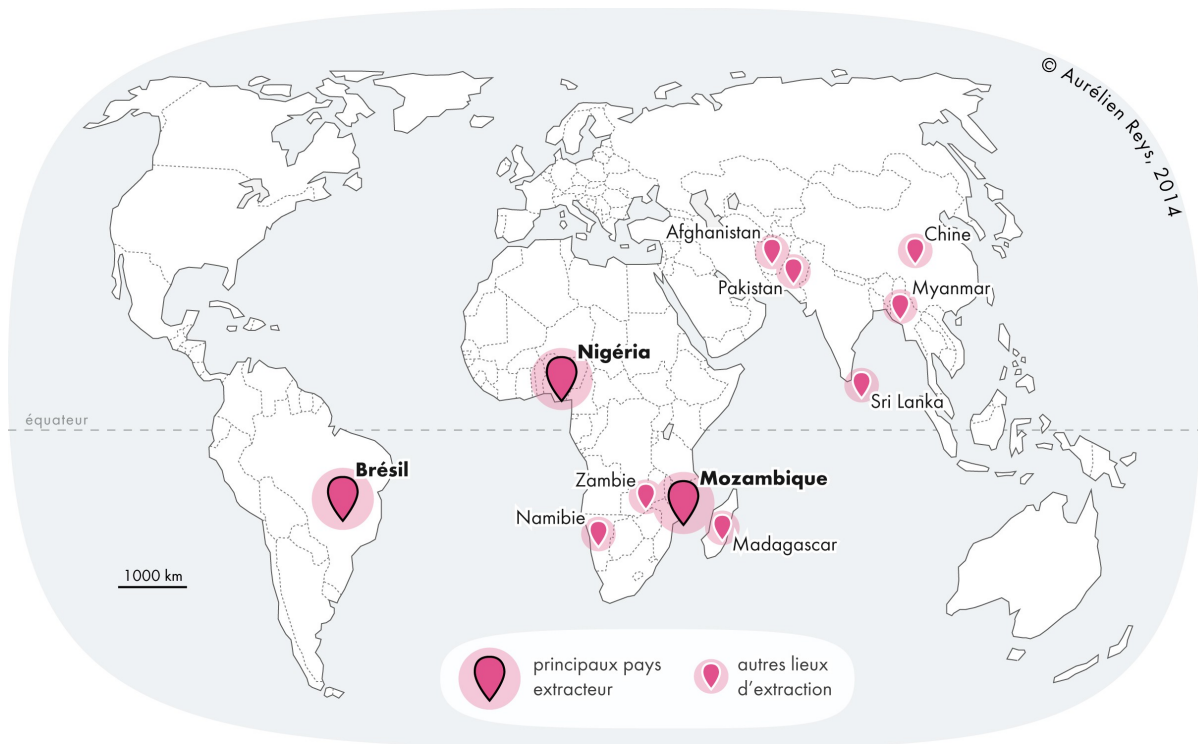 © Aurélien Reys, 2014
Afghanistan
Chine
Pakistan
Myanmar
Nigéria
Sri Lanka
équateur
Brésil
Zambie
Mozambique
Namibie
Madagascar
1000 km
principaux pays
extracteur
autres lieux
d’extraction